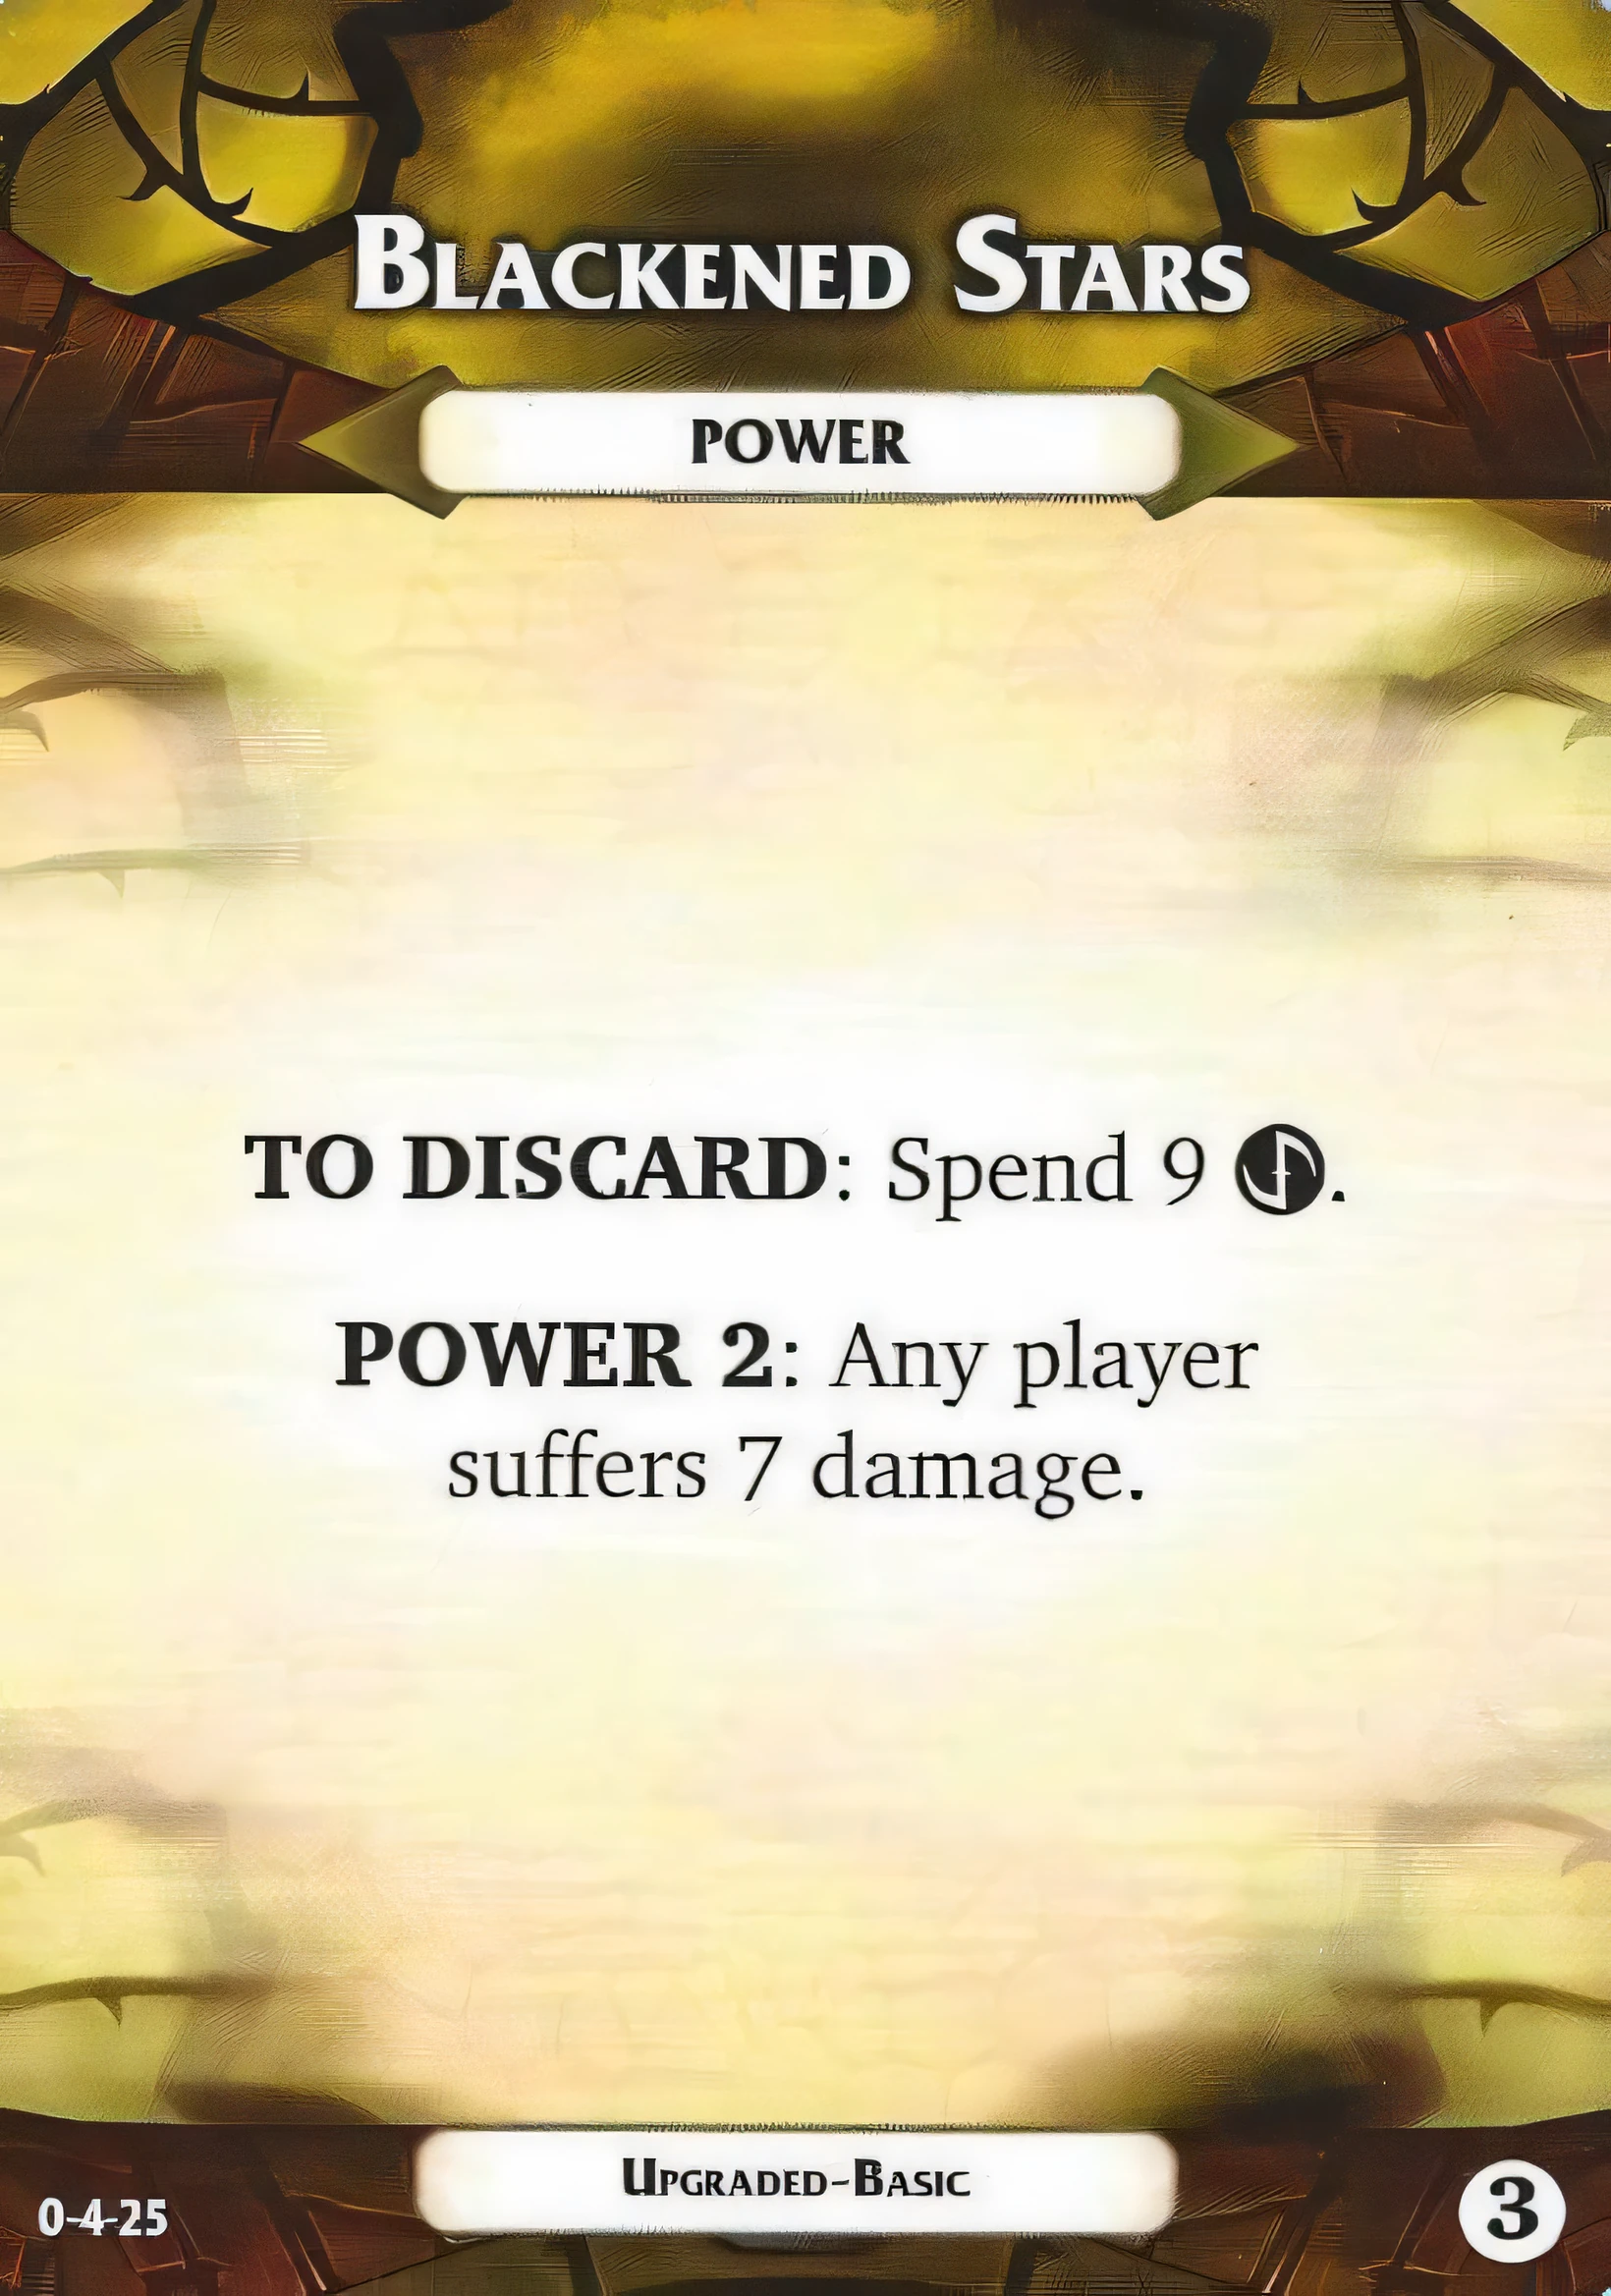 BLACKENED STARS
POWER
TO DISCARD: Spend 9 .
POWER 2: Any player
suffers 7 damage.
UPGRADED-BASIC
0-4-25
3